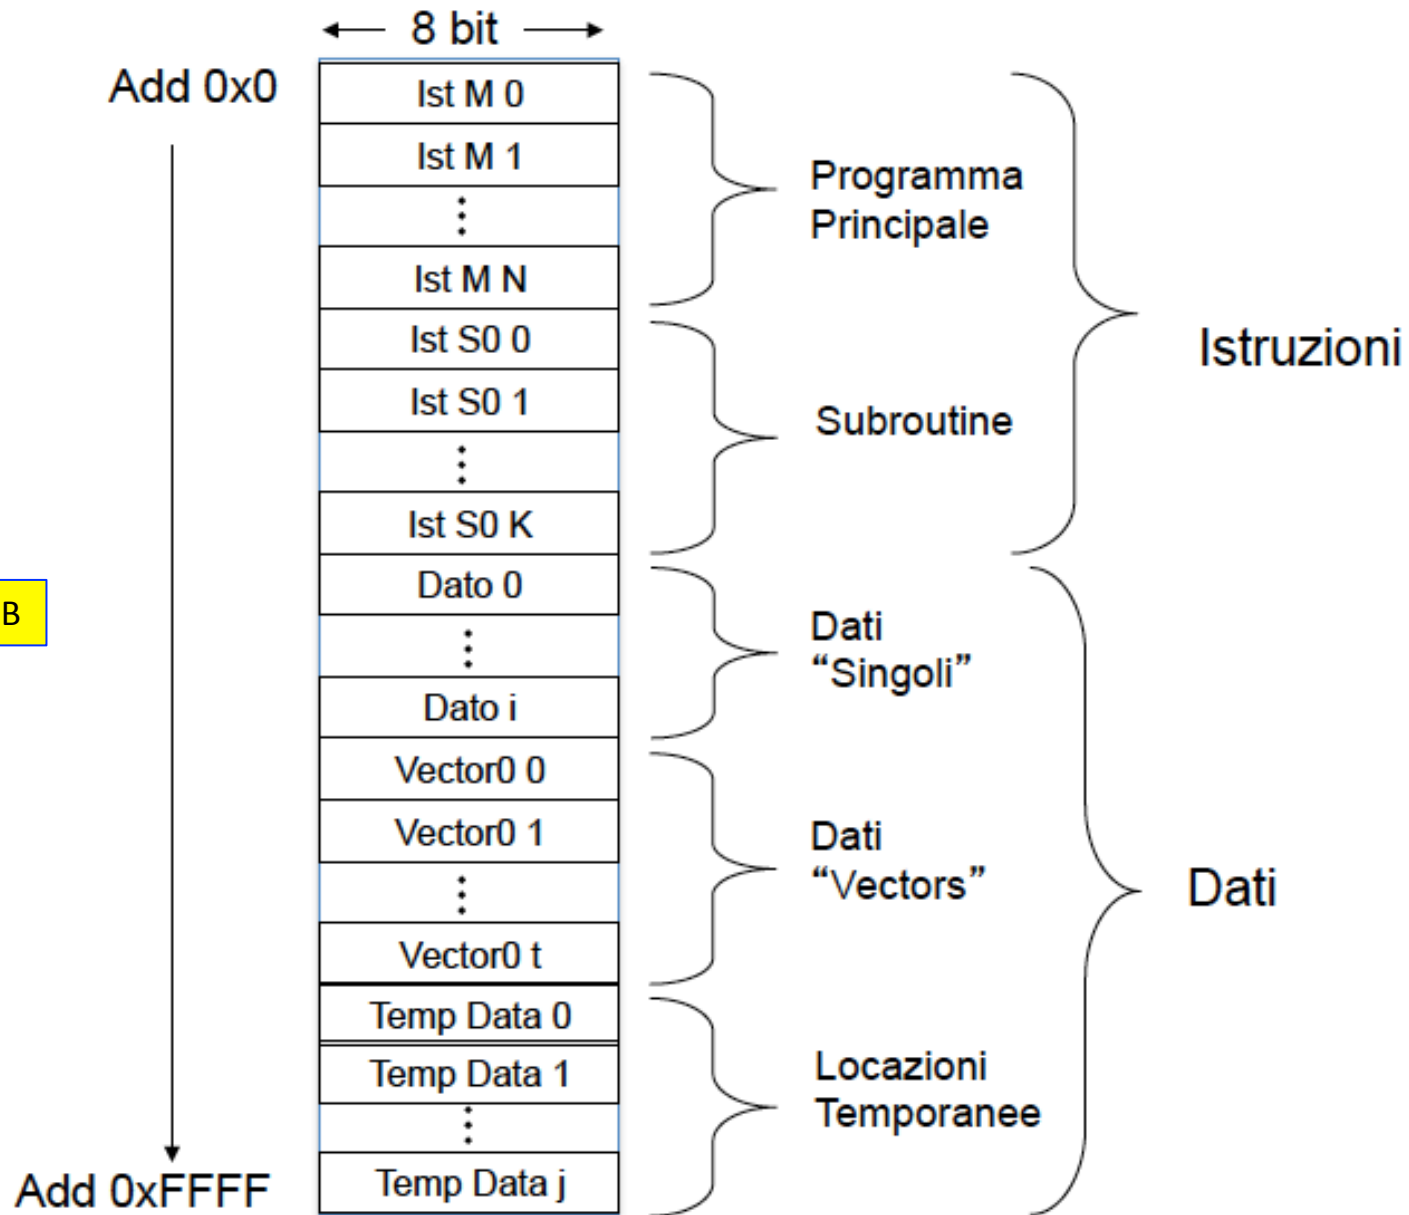 8 bit
Add 0x0
Ist M 0
Ist M 1
Programma
Principale
Ist M N
Ist S0 0
Istruzioni
Ist S0 1
Subroutine
Ist S0 K
Dato 0
B
Dati
“Singoli”
Dato i
Vector0 0
Vector0 1
Dati
“Vectors”
Dati
Vector0 t
Temp Data 0
Temp Data 1
Locazioni
Temporanee
Temp Data j
Add 0xFFFF